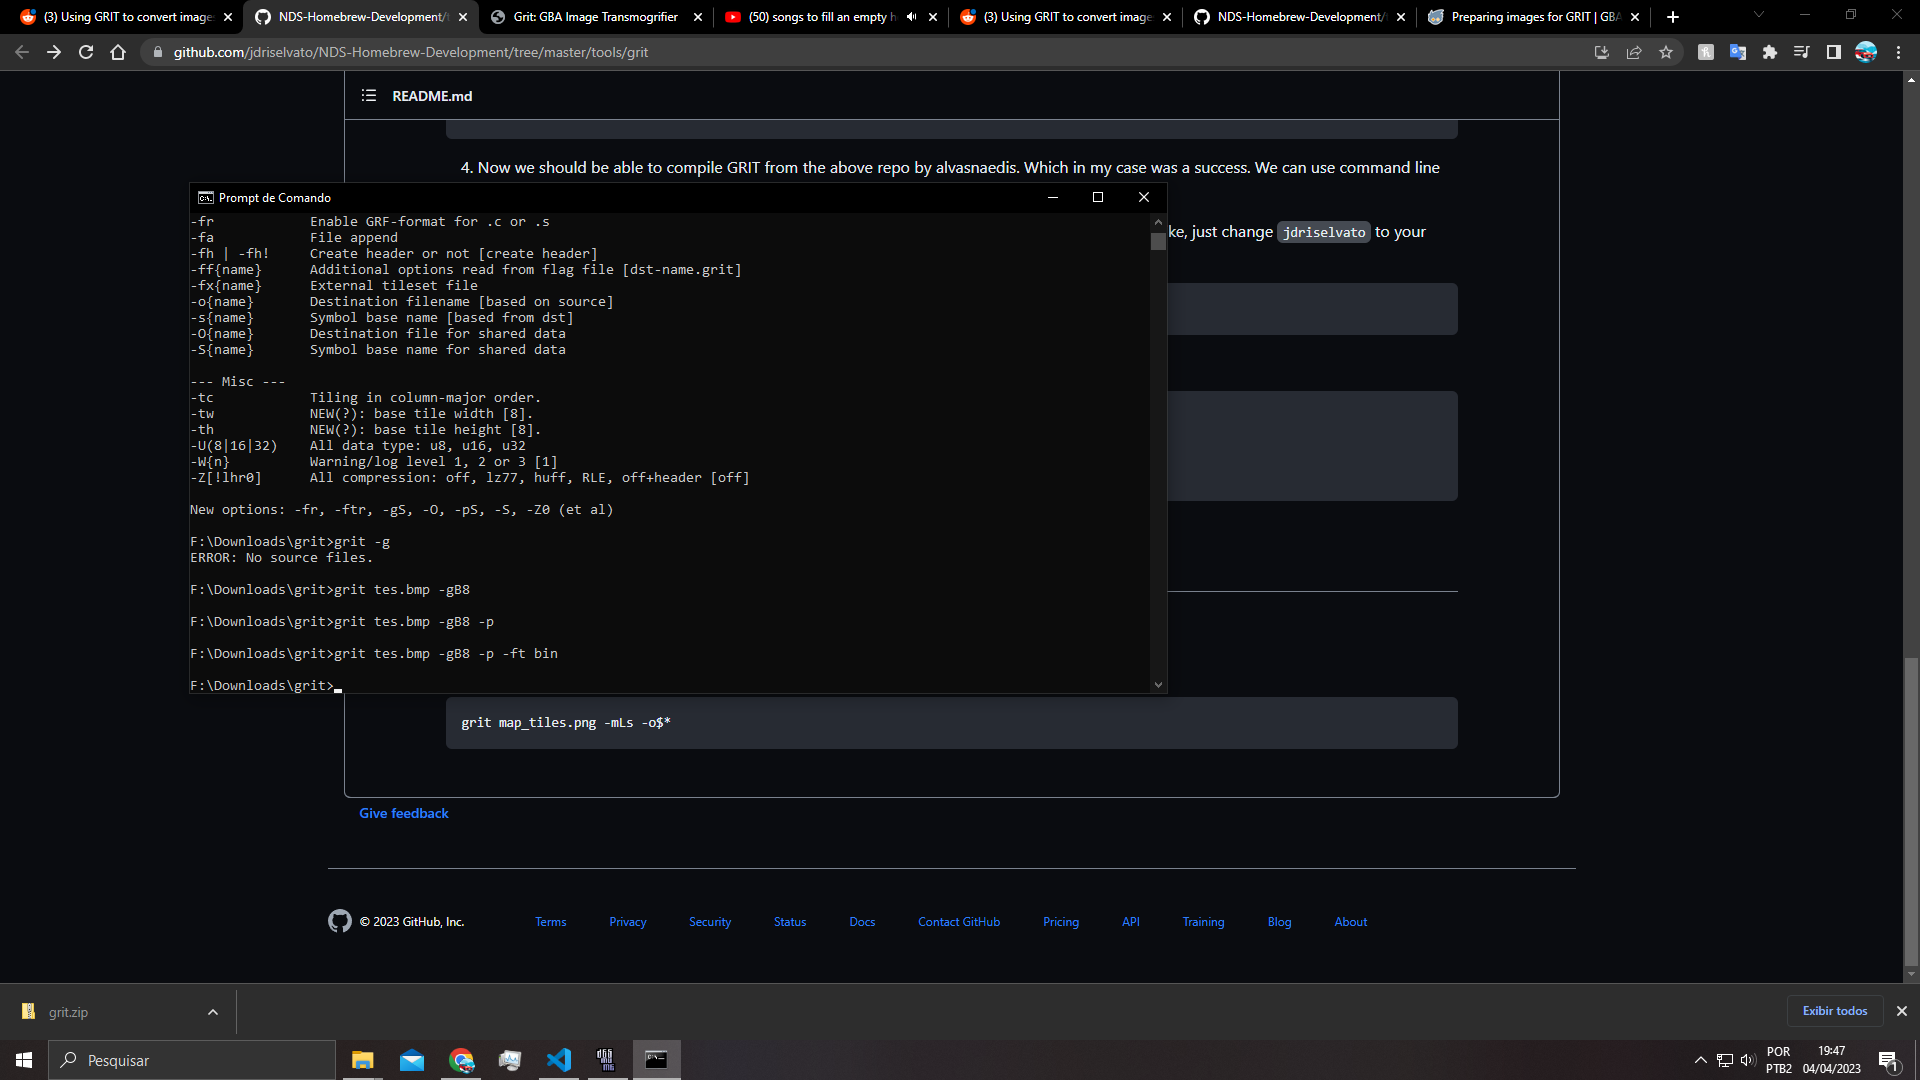 (3) Using GRIT to convert image
NDS-Homebrew-Development/t
Grit: GBA Image Transmogrifier
(50) songs to fill an empty h
(3) Using GRIT to convert image
NDS-Homebrew-Development/t
Preparing images for GRIT | GBA
github.com/jdriselvato/NDS-Homebrew-Development/tree/master/tools/grit
README.md
4. Now we should be able to compile GRIT from the above repo by alvasnaedis. Which in my case was a success. We can use command line
Prompt de Comando
ke, just change jdriselvato to your
-fr Enable GRF-format for .c or .s
-fa File append
-fh | -fh! Create header or not [create header]
-ff{name} Additional options read from flag file [dst-name.grit]
-fx{name} External tileset file
-o{name} Destination filename [based on source]
-s{name} Symbol base name [based from dst]
-O{name} Destination file for shared data
-S{name} Symbol base name for shared data
--- Misc ---
-tc Tiling in column-major order.
-tw NEW(?): base tile width [8].
-th NEW(?): base tile height [8].
-U(8|16|32) All data type: u8, u16, u32
-W{n} Warning/log level 1, 2 or 3 [1]
-Z[!lhr0] All compression: off, lz77, huff, RLE, off+header [off]
New options: -fr, -ftr, -gS, -O, -pS, -S, -Z0 (et al)
F:\Downloads\grit>grit -g
ERROR: No source files.
F:\Downloads\grit>grit tes.bmp -gB8
F:\Downloads\grit>grit tes.bmp -gB8 -p
F:\Downloads\grit>grit tes.bmp -gB8 -p -ft bin
F:\Downloads\grit>
grit map_tiles.png -mLs -o$*
Give feedback
© 2023 GitHub, Inc.
Terms
Privacy
Security
Status
Docs
Contact GitHub
Pricing
API
Training
Blog
About
grit.zip
Exibir todos
Pesquisar
POR
PTB2
19:47
04/04/2023
1